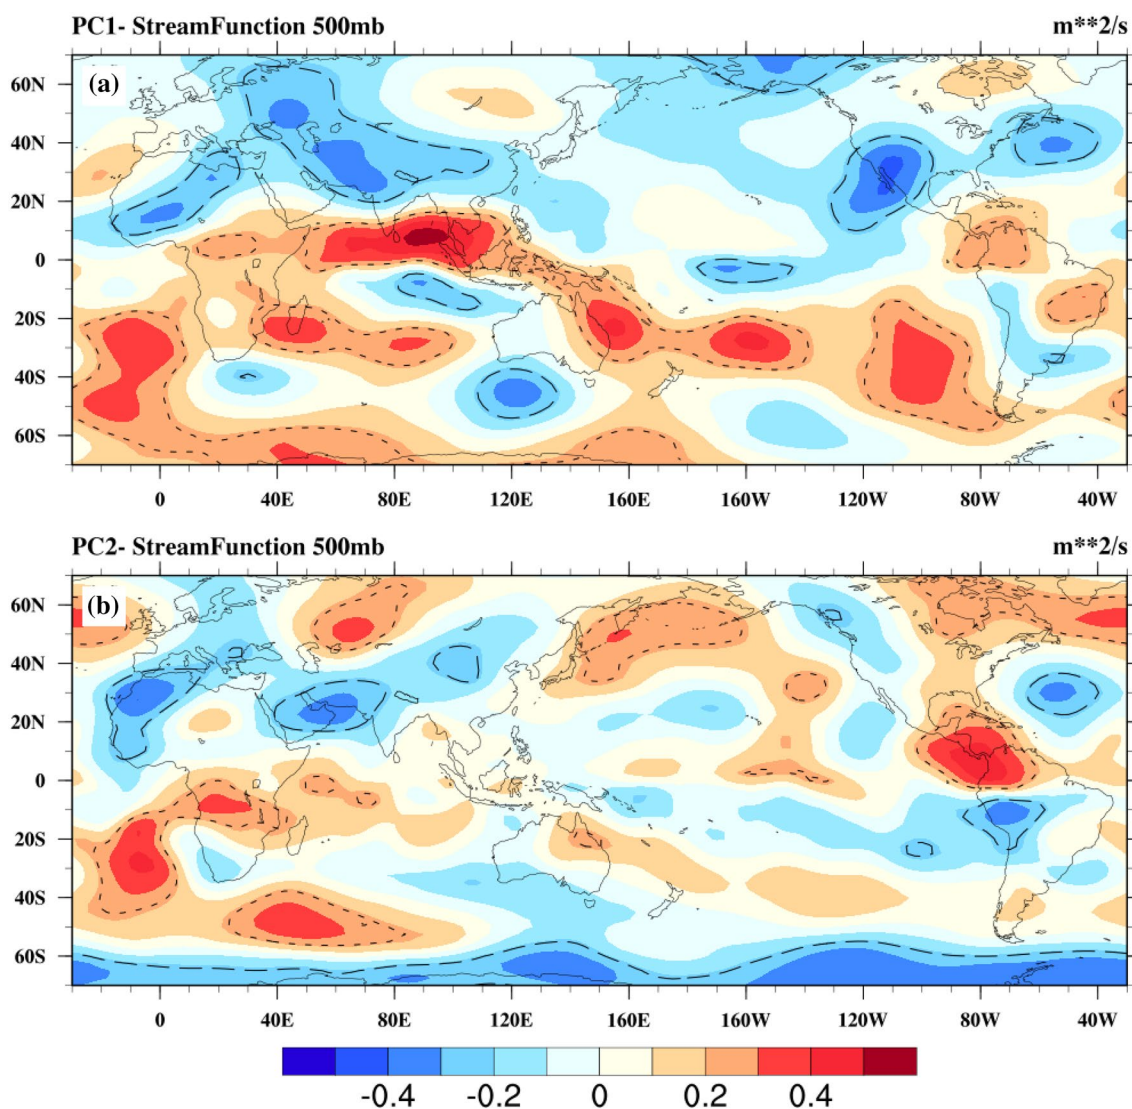 PC1- StreamFunction 500mb m**2/s
(a)
60N
40N
20N
0
20S
40S
60S
0 40E 80E 120E 160E 160W 120W 80W 40W
PC2- StreamFunction 500mb m**2/s
(b)
60N
40N
20N
0
20S
40S
60S
0 40E 80E 120E 160E 160W 120W 80W 40W
-0.4 -0.2 0 0.2 0.4